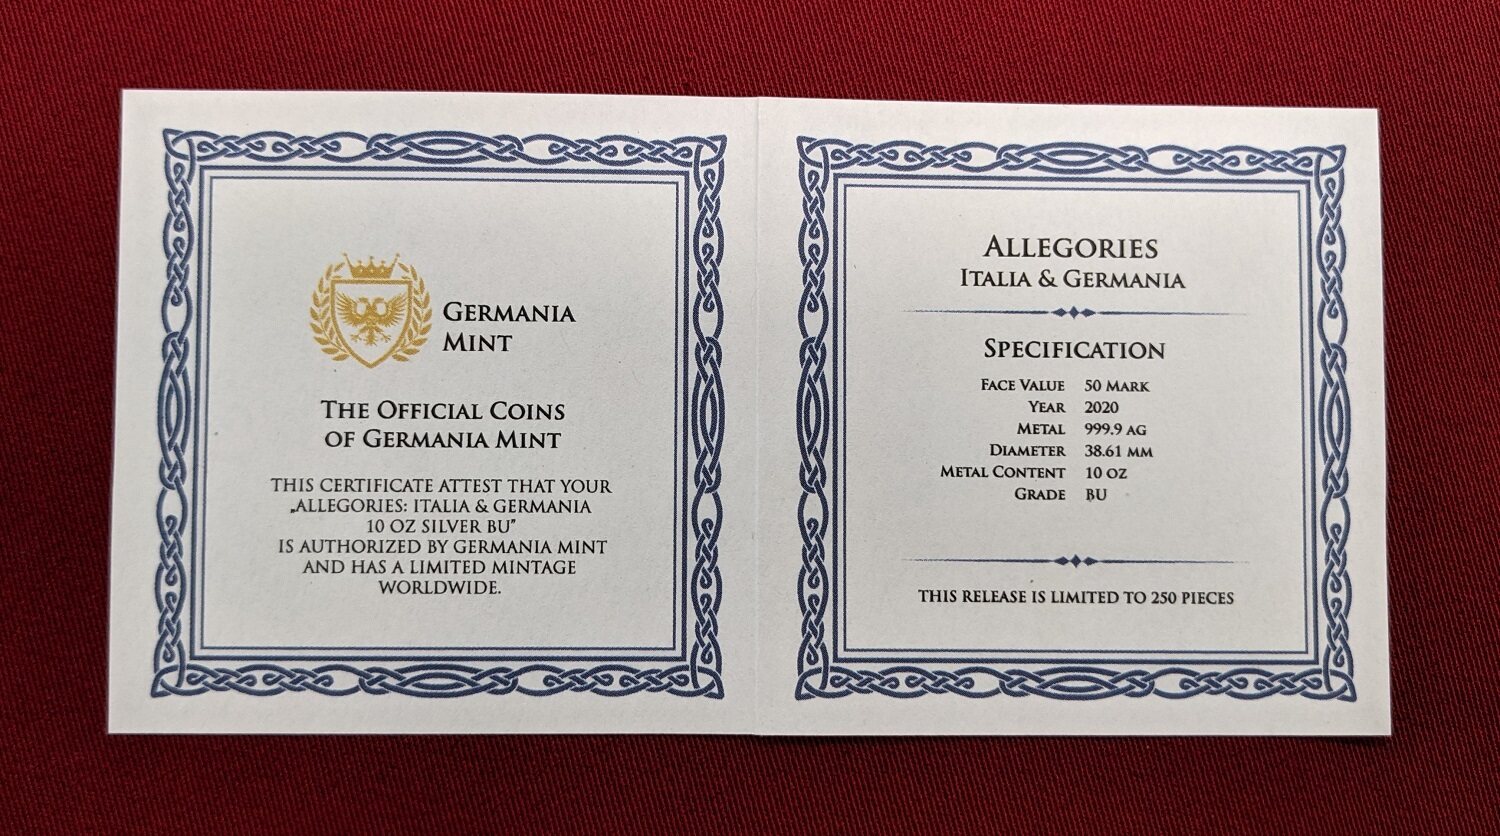 GERMANIA
MINT
THE OFFICIAL COINS
OF GERMANIA MINT
THIS CERTIFICATE ATTEST THAT YOUR
„ALLEGORIES: ITALIA & GERMANIA
10 OZ SILVER BU”
IS AUTHORIZED BY GERMANIA MINT
AND HAS A LIMITED MINTAGE
WORLDWIDE.
ALLEGORIES
ITALIA & GERMANIA
SPECIFICATION
FACE VALUE 50 MARK
YEAR 2020
METAL 999.9 AG
DIAMETER 38.61 MM
METAL CONTENT 10 OZ
GRADE BU
THIS RELEASE IS LIMITED TO 250 PIECES